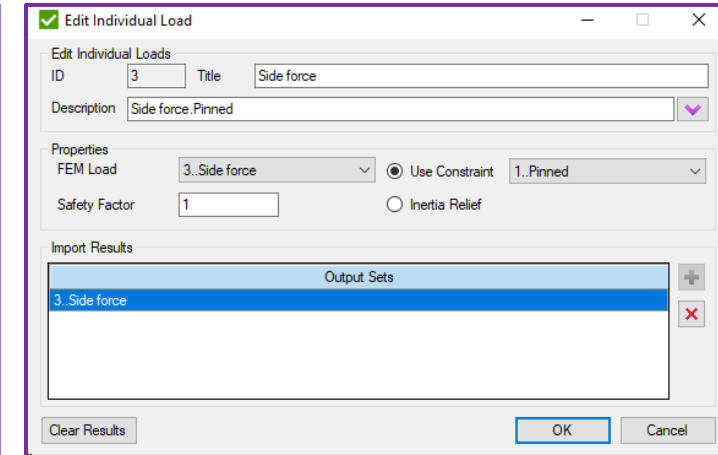 Edit Individual Load
Edit Individual Loads
ID 3 Title Side force
Description Side force.Pinned
Properties
FEM Load 3..Side force Use Constraint 1..Pinned
Safety Factor 1 Inertia Relief
Import Results
Output Sets
3..Side force
Clear Results OK Cancel